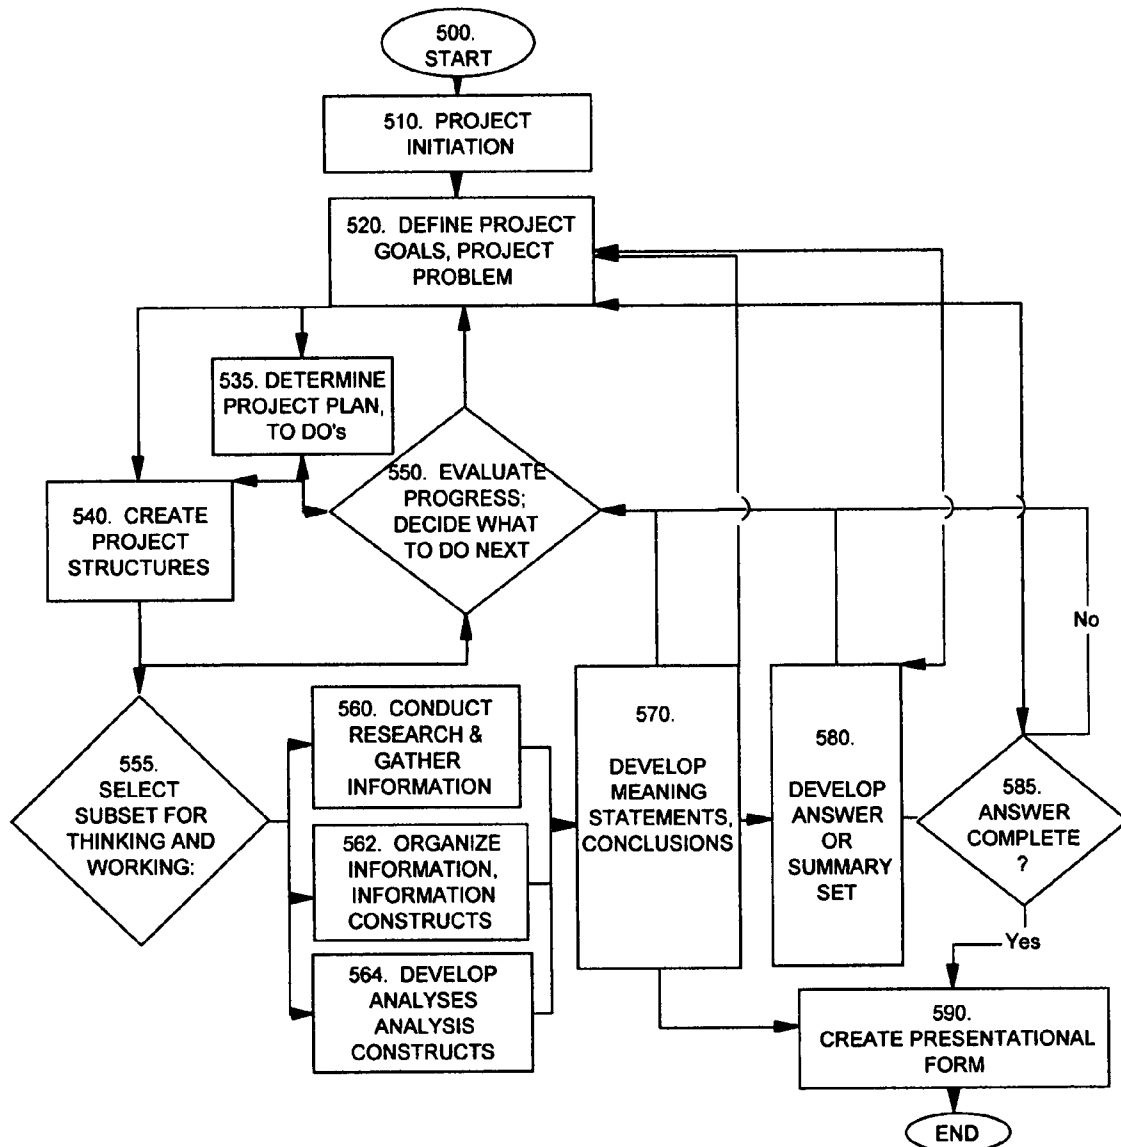 500.
START
510. PROJECT
INITIATION
520. DEFINE PROJECT
GOALS, PROJECT
PROBLEM
535. DETERMINE
PROJECT PLAN,
TO DO's
550. EVALUATE
PROGRESS;
DECIDE WHAT
TO DO NEXT
540. CREATE
PROJECT
STRUCTURES
No
555.
SELECT
SUBSET FOR
THINKING AND
WORKING:
560. CONDUCT
RESEARCH &
GATHER
INFORMATION
562. ORGANIZE
INFORMATION,
INFORMATION
CONSTRUCTS
564. DEVELOP
ANALYSES
ANALYSIS
CONSTRUCTS
570.
DEVELOP
MEANING
STATEMENTS,
CONCLUSIONS
580.
DEVELOP
ANSWER
OR
SUMMARY
SET
585.
ANSWER
COMPLETE
?
Yes
590.
CREATE PRESENTATIONAL
FORM
END